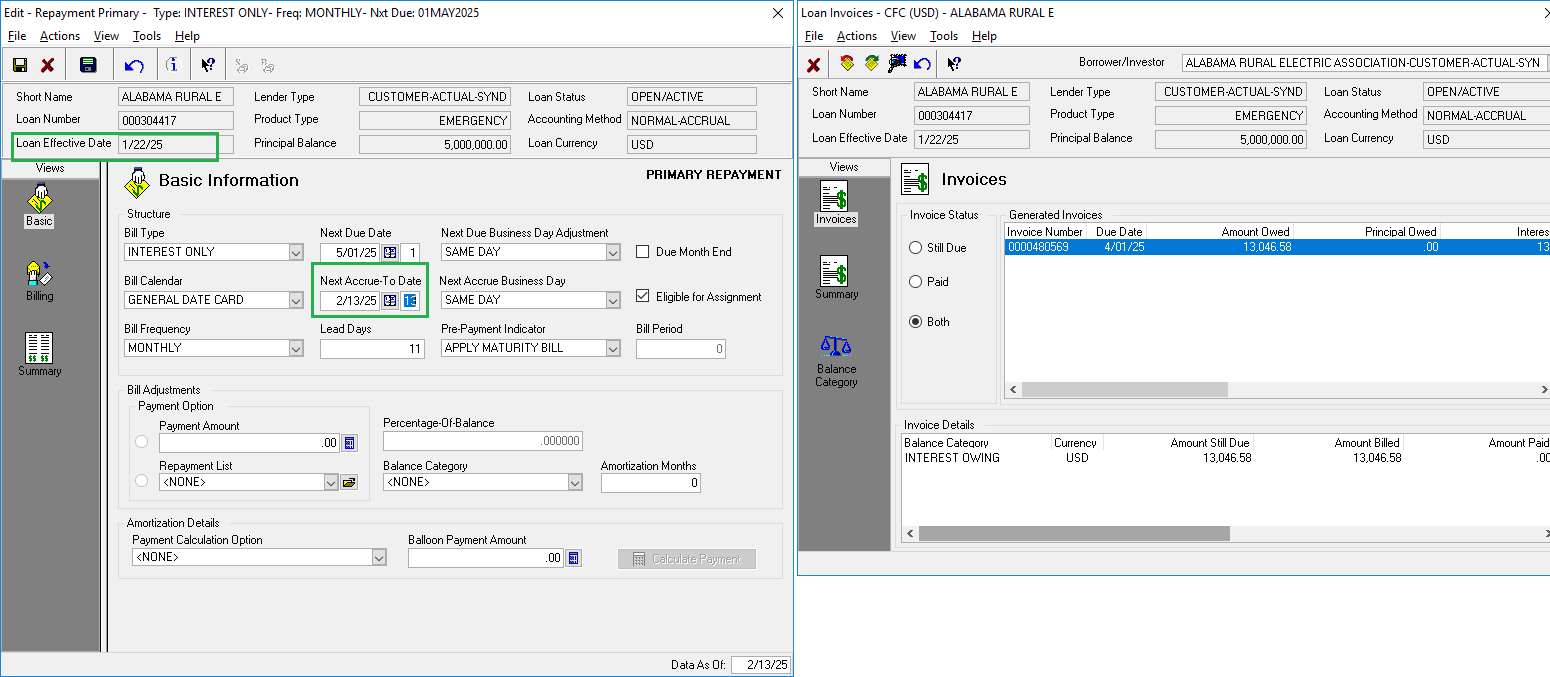 Edit - Repayment Primary - Type: INTEREST ONLY- Freq: MONTHLY- Nxt Due: 01MAY2025
File Actions View Tools Help
Short Name ALABAMA RURAL E Lender Type CUSTOMER-ACTUAL-SYND Loan Status OPEN/ACTIVE
Loan Number 000304417 Product Type EMERGENCY Accounting Method NORMAL-ACCRUAL
Loan Effective Date 1/22/25 Principal Balance 5,000,000.00 Loan Currency USD
Views
Basic
Billing
Summary
Basic Information PRIMARY REPAYMENT
Structure
Bill Type Next Due Date Next Due Business Day Adjustment
INTEREST ONLY 5/01/25 1 SAME DAY Due Month End
Bill Calendar Next Accrue-To Date Next Accrue Business Day
GENERAL DATE CARD 2/13/25 13 SAME DAY Eligible for Assignment
Bill Frequency Lead Days Pre-Payment Indicator Bill Period
MONTHLY 11 APPLY MATURITY BILL 0
Bill Adjustments
Payment Option
Payment Amount Percentage-Of-Balance
.00 .000000
Repayment List Balance Category Amortization Months
<NONE> <NONE> 0
Amortization Details
Payment Calculation Option Balloon Payment Amount
<NONE> .00 Calculate Payment
Data As Of: 2/13/25
Loan Invoices - CFC (USD) - ALABAMA RURAL E
File Actions View Tools Help
Borrower/Investor ALABAMA RURAL ELECTRIC ASSOCIATION-CUSTOMER-ACTUAL-SYN
Short Name ALABAMA RURAL E Lender Type CUSTOMER-ACTUAL-SYND Loan Status OPEN/ACTIVE
Loan Number 000304417 Product Type EMERGENCY Accounting Method NORMAL-ACCRUAL
Loan Effective Date 1/22/25 Principal Balance 5,000,000.00 Loan Currency USD
Views
Invoices
Summary
Balance
Category
Invoices
Invoice Status
Still Due
Paid
Both
Generated Invoices
Invoice Number Due Date Amount Owed Principal Owed Interes
0000480569 4/01/25 13,046.58 .00 13
Invoice Details
Balance Category Currency Amount Still Due Amount Billed Amount Paid
INTEREST OWING USD 13,046.58 13,046.58 .00